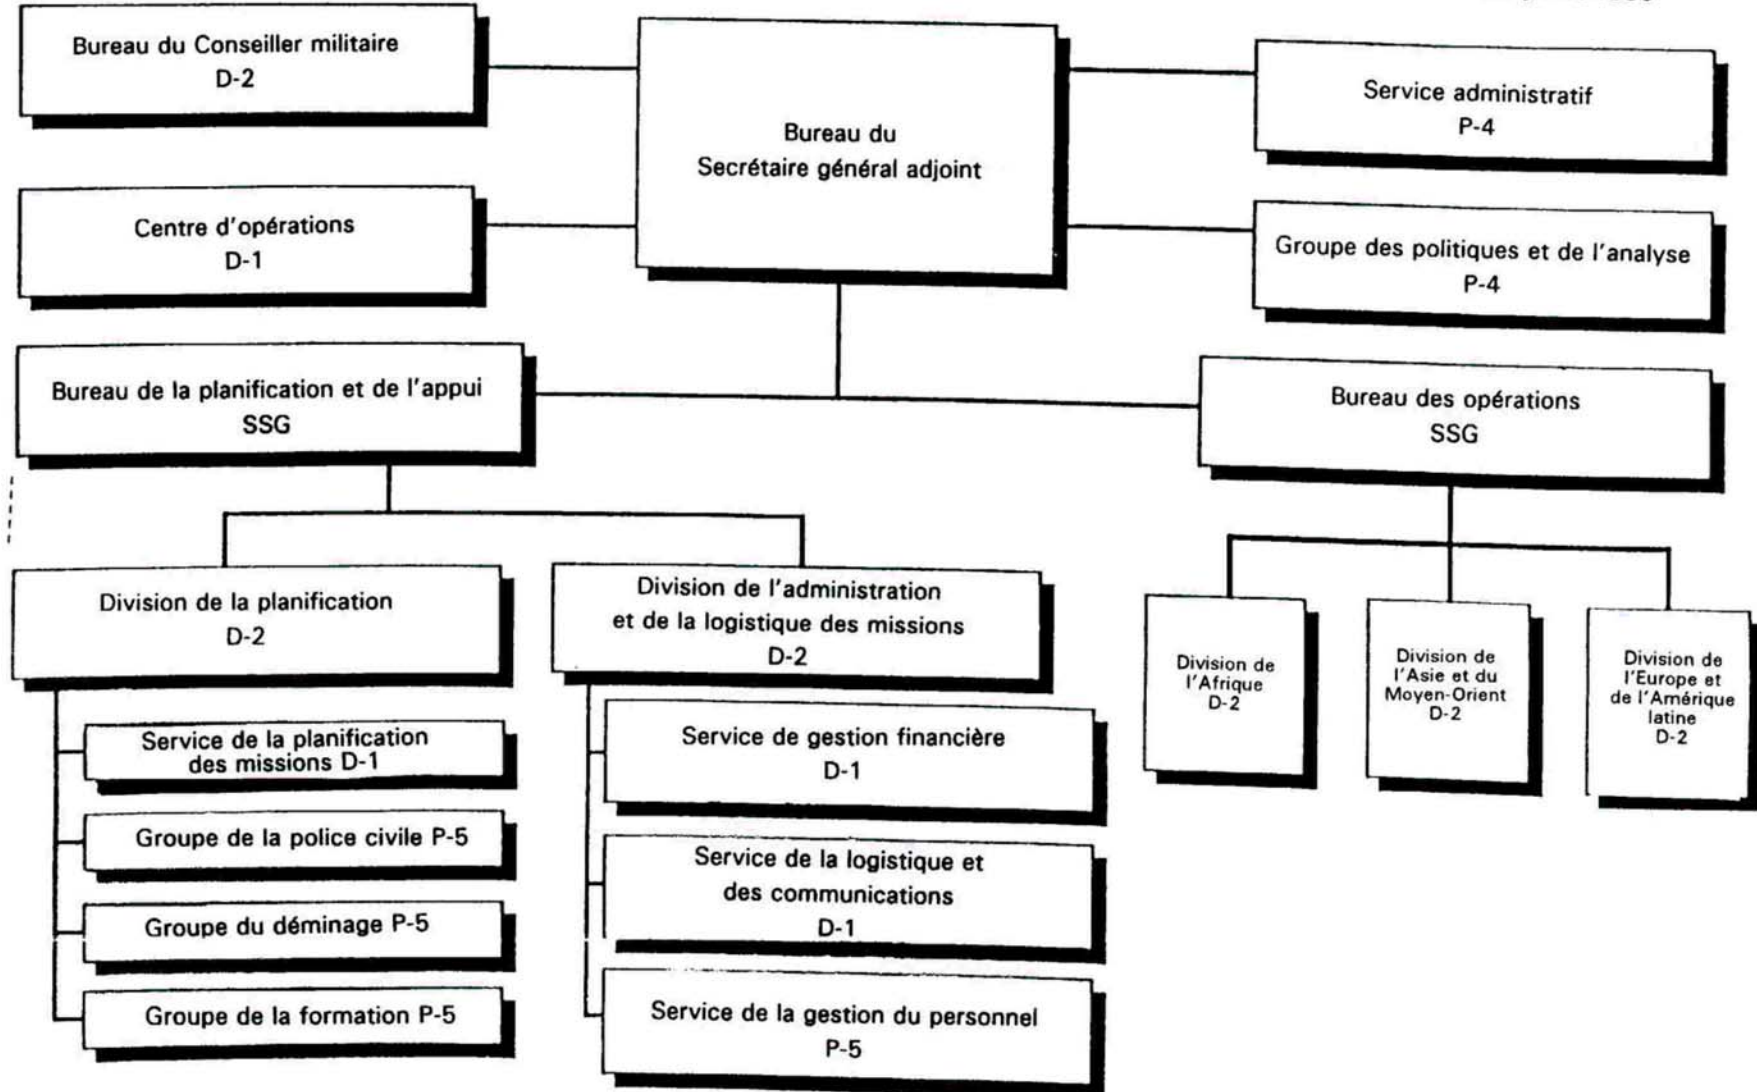 Bureau du Conseiller militaire
D-2
Bureau du
Secrétaire général adjoint
Service administratif
P-4
Centre d'opérations
D-1
Groupe des politiques et de l'analyse
P-4
Bureau de la planification et de l'appui
SSG
Bureau des opérations
SSG
Division de la planification
D-2
Division de l'administration
et de la logistique des missions
D-2
Division de
l'Afrique
D-2
Division de
l'Asie et du
Moyen-Orient
D-2
Division de
l'Europe et
de l'Amérique
latine
D-2
Service de la planification
des missions D-1
Groupe de la police civile P-5
Groupe du déminage P-5
Groupe de la formation P-5
Service de gestion financière
D-1
Service de la logistique et
des communications
D-1
Service de la gestion du personnel
P-5